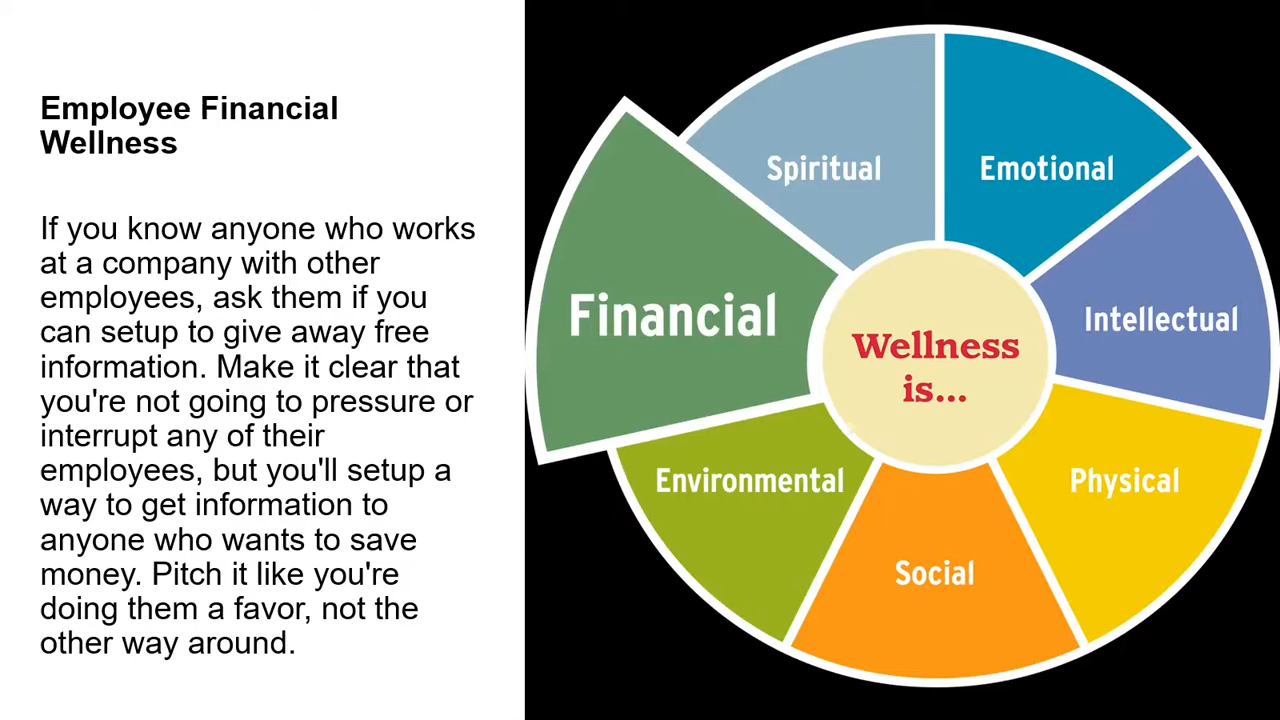 Employee Financial
Wellness
If you know anyone who works
at a company with other
employees, ask them if you
can setup to give away free
information. Make it clear that
you're not going to pressure or
interrupt any of their
employees, but you'll setup a
way to get information to
anyone who wants to save
money. Pitch it like you're
doing them a favor, not the
other way around.
Spiritual
Emotional
Financial
Intellectual
Wellness
is...
Environmental
Physical
Social